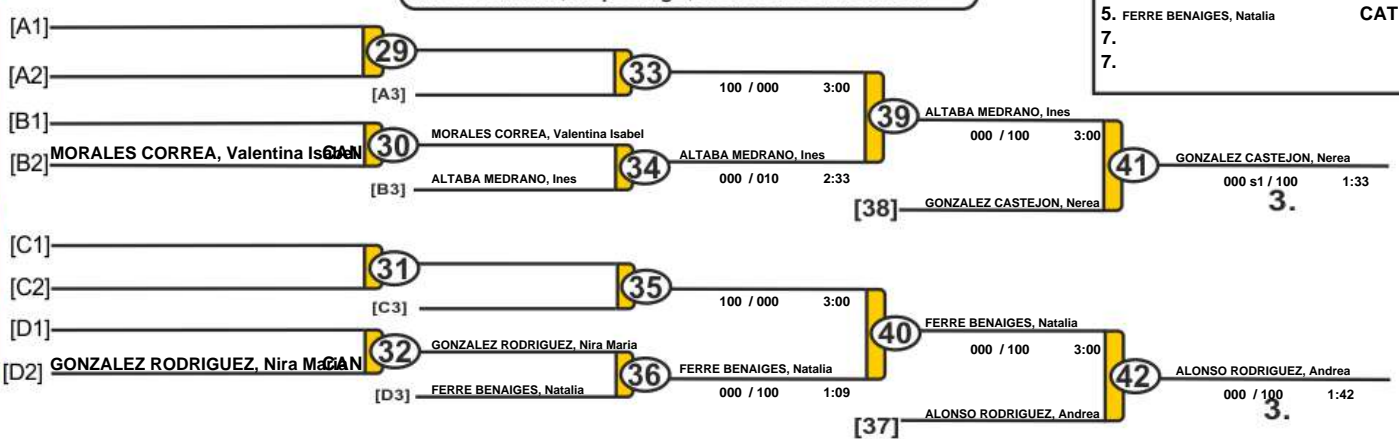 5. FERRE BENAIGES, Natalia CAT
7.
7.
[A1]
29
[A2]
33
[A3]
100 / 000 3:00
[B1]
39
ALTABA MEDRANO, Ines
000 / 100 3:00
MORALES CORREA, Valentina Isabel
[B2] MORALES CORREA, Valentina Isabel CAN
30
34
ALTABA MEDRANO, Ines
000 / 010 2:33
41
GONZALEZ CASTEJON, Nerea
000 s1 / 100 1:33
3.
[B3] ALTABA MEDRANO, Ines
[38] GONZALEZ CASTEJON, Nerea
[C1]
31
[C2]
35
[C3]
100 / 000 3:00
[D1]
40
FERRE BENAIGES, Natalia
000 / 100 3:00
GONZALEZ RODRIGUEZ, Nira Maria
[D2] GONZALEZ RODRIGUEZ, Nira Maria CAN
32
36
FERRE BENAIGES, Natalia
000 / 100 1:09
42
ALONSO RODRIGUEZ, Andrea
000 / 100 1:42
3.
[D3] FERRE BENAIGES, Natalia
[37] ALONSO RODRIGUEZ, Andrea